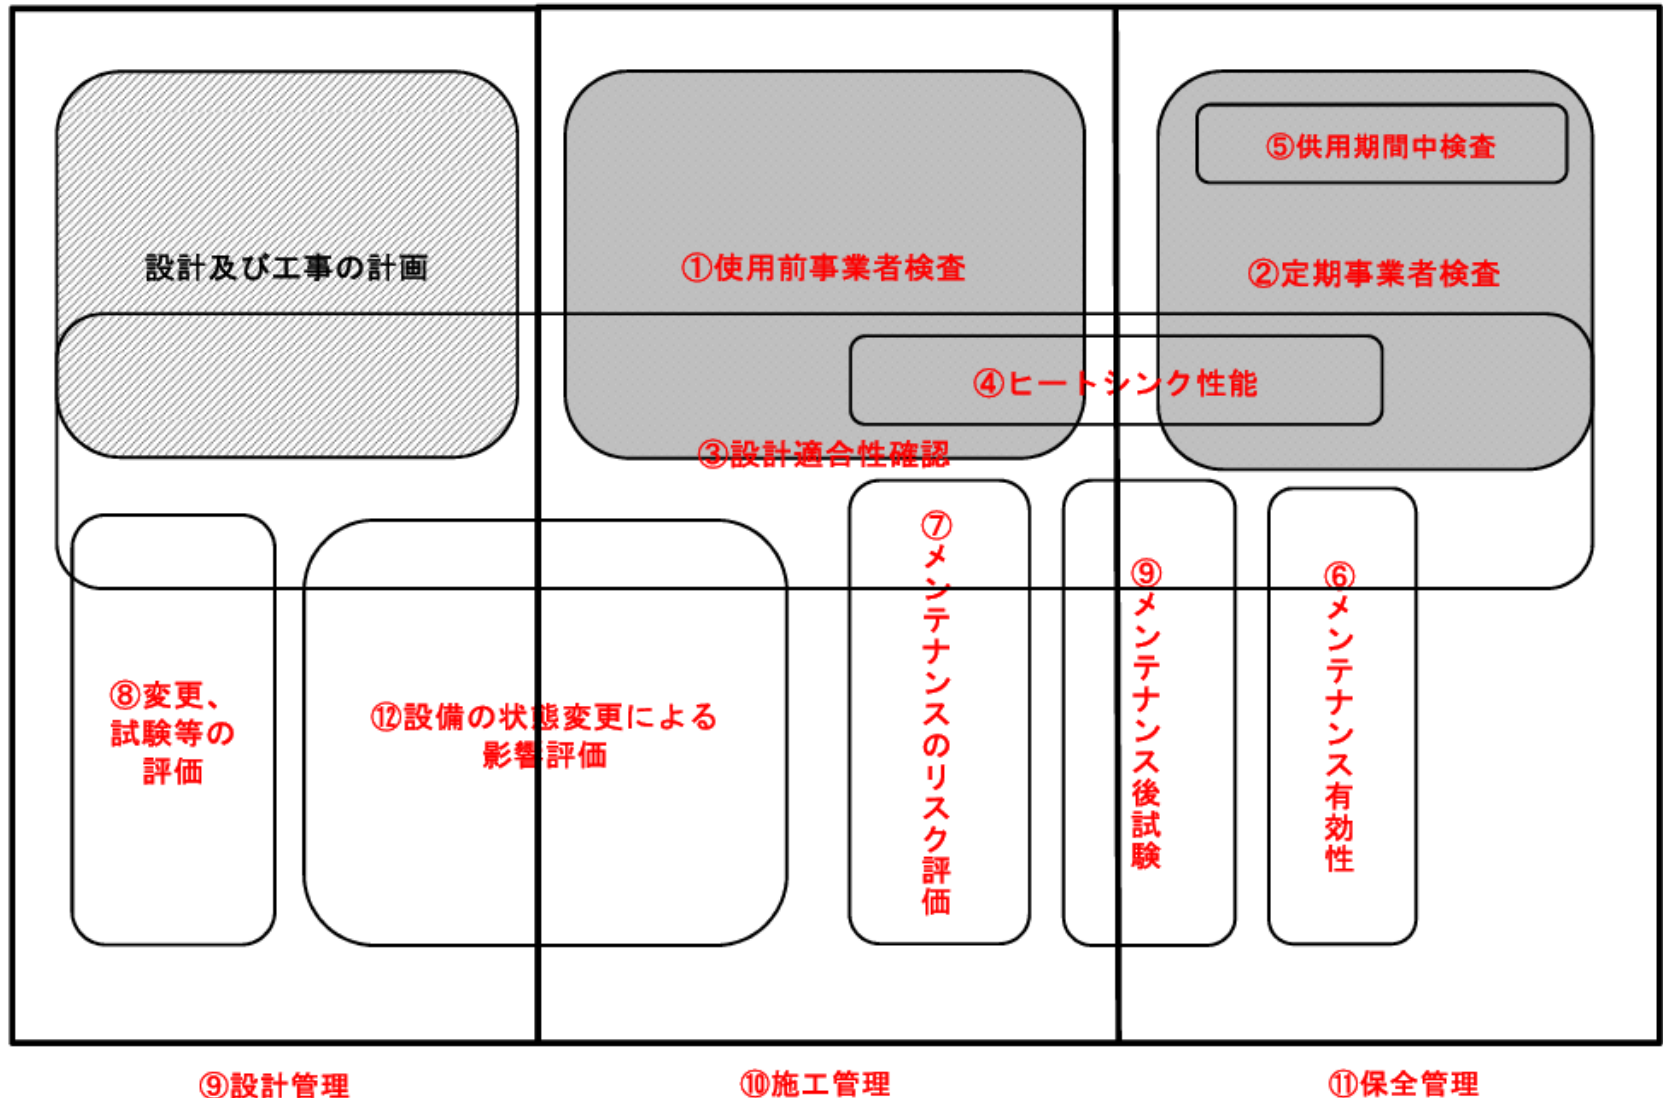 ⑤供用期間中検査
設計及び工事の計画
①使用前事業者検査
②定期事業者検査
④ヒートシンク性能
③設計適合性確認
⑧変更、
試験等の
評価
⑫設備の状態変更による
影響評価
⑦メンテナンスのリスク評価
⑨メンテナンス後試験
⑥メンテナンス有効性
⑨設計管理
⑩施工管理
⑪保全管理